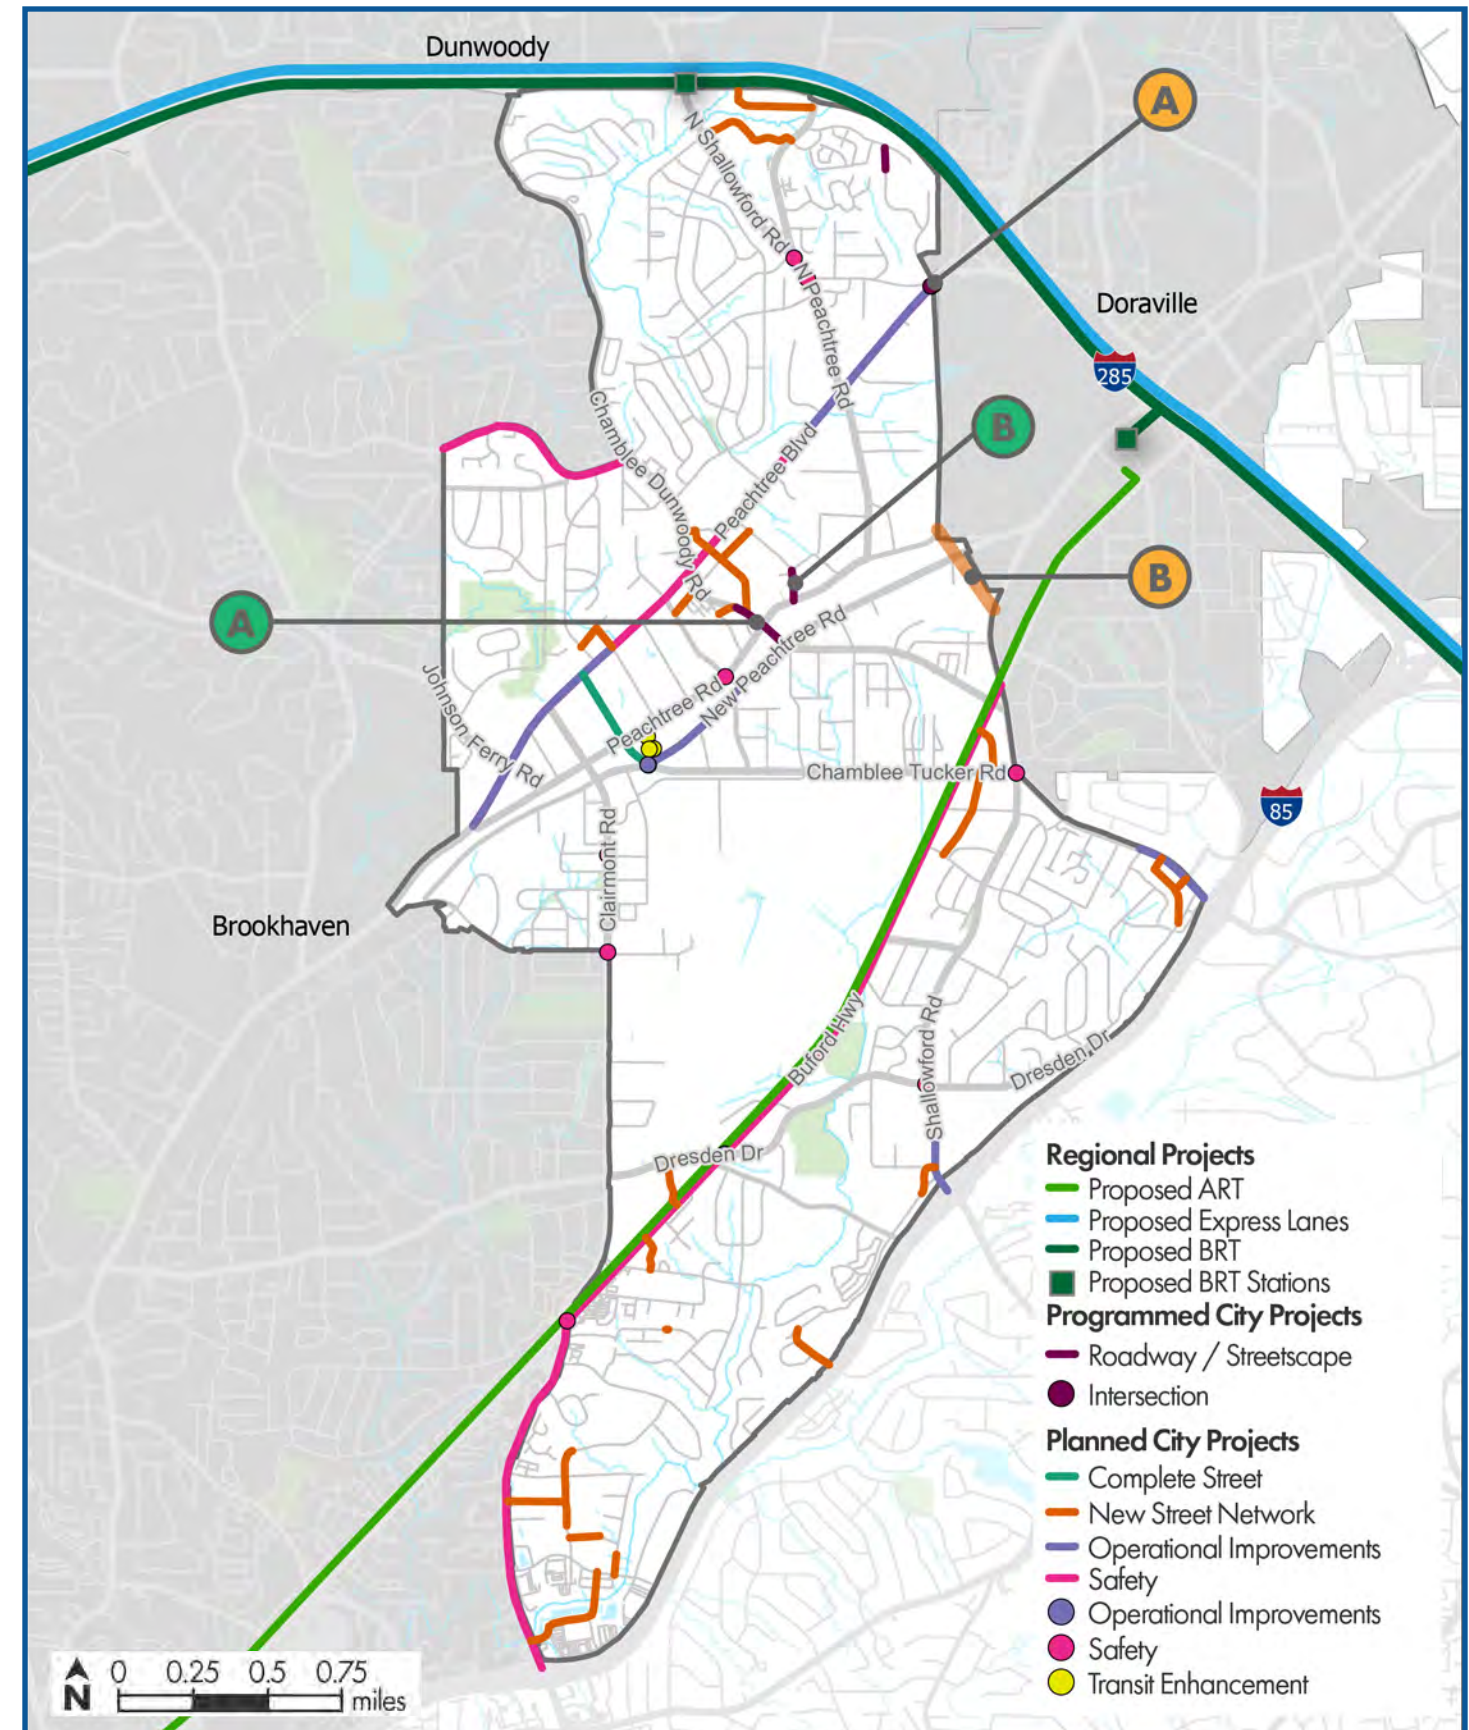 Dunwoody
A
N Shallowford Rd
N Peachtree Rd
Doraville
285
Chamblee Dunwoody Rd
Peachtree Blvd
B
B
A
Johnson Ferry Rd
Peachtree Rd
New Peachtree Rd
Chamblee Tucker Rd
85
Clairmont Rd
Brookhaven
Buford Hwy
Shallowford Rd
Dresden Dr
Dresden Dr
Regional Projects
Proposed ART
Proposed Express Lanes
Proposed BRT
Proposed BRT Stations
Programmed City Projects
Roadway / Streetscape
Intersection
Planned City Projects
Complete Street
New Street Network
Operational Improvements
Safety
Operational Improvements
Safety
Transit Enhancement
N
0 0.25 0.5 0.75
miles